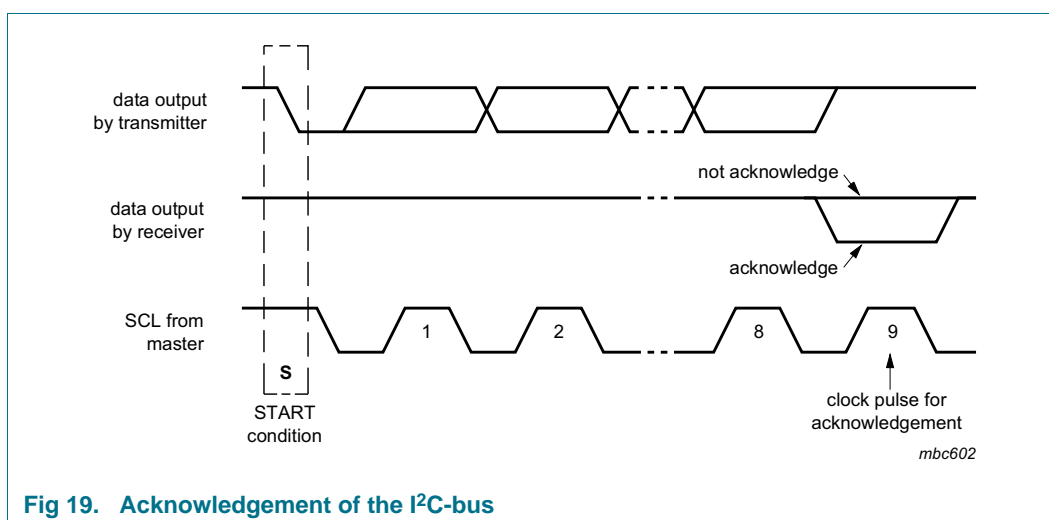 data output
by transmitter
not acknowledge
data output
by receiver
acknowledge
SCL from
master
1
2
8
9
S
START
condition
clock pulse for
acknowledgement
mbc602
Fig 19. Acknowledgement of the I²C-bus